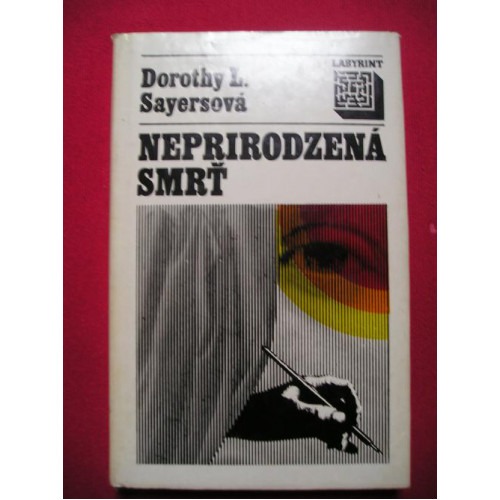 Dorothy L.
Sayersová
LABYRINT
NEPRIRODZENÁ
SMRŤ